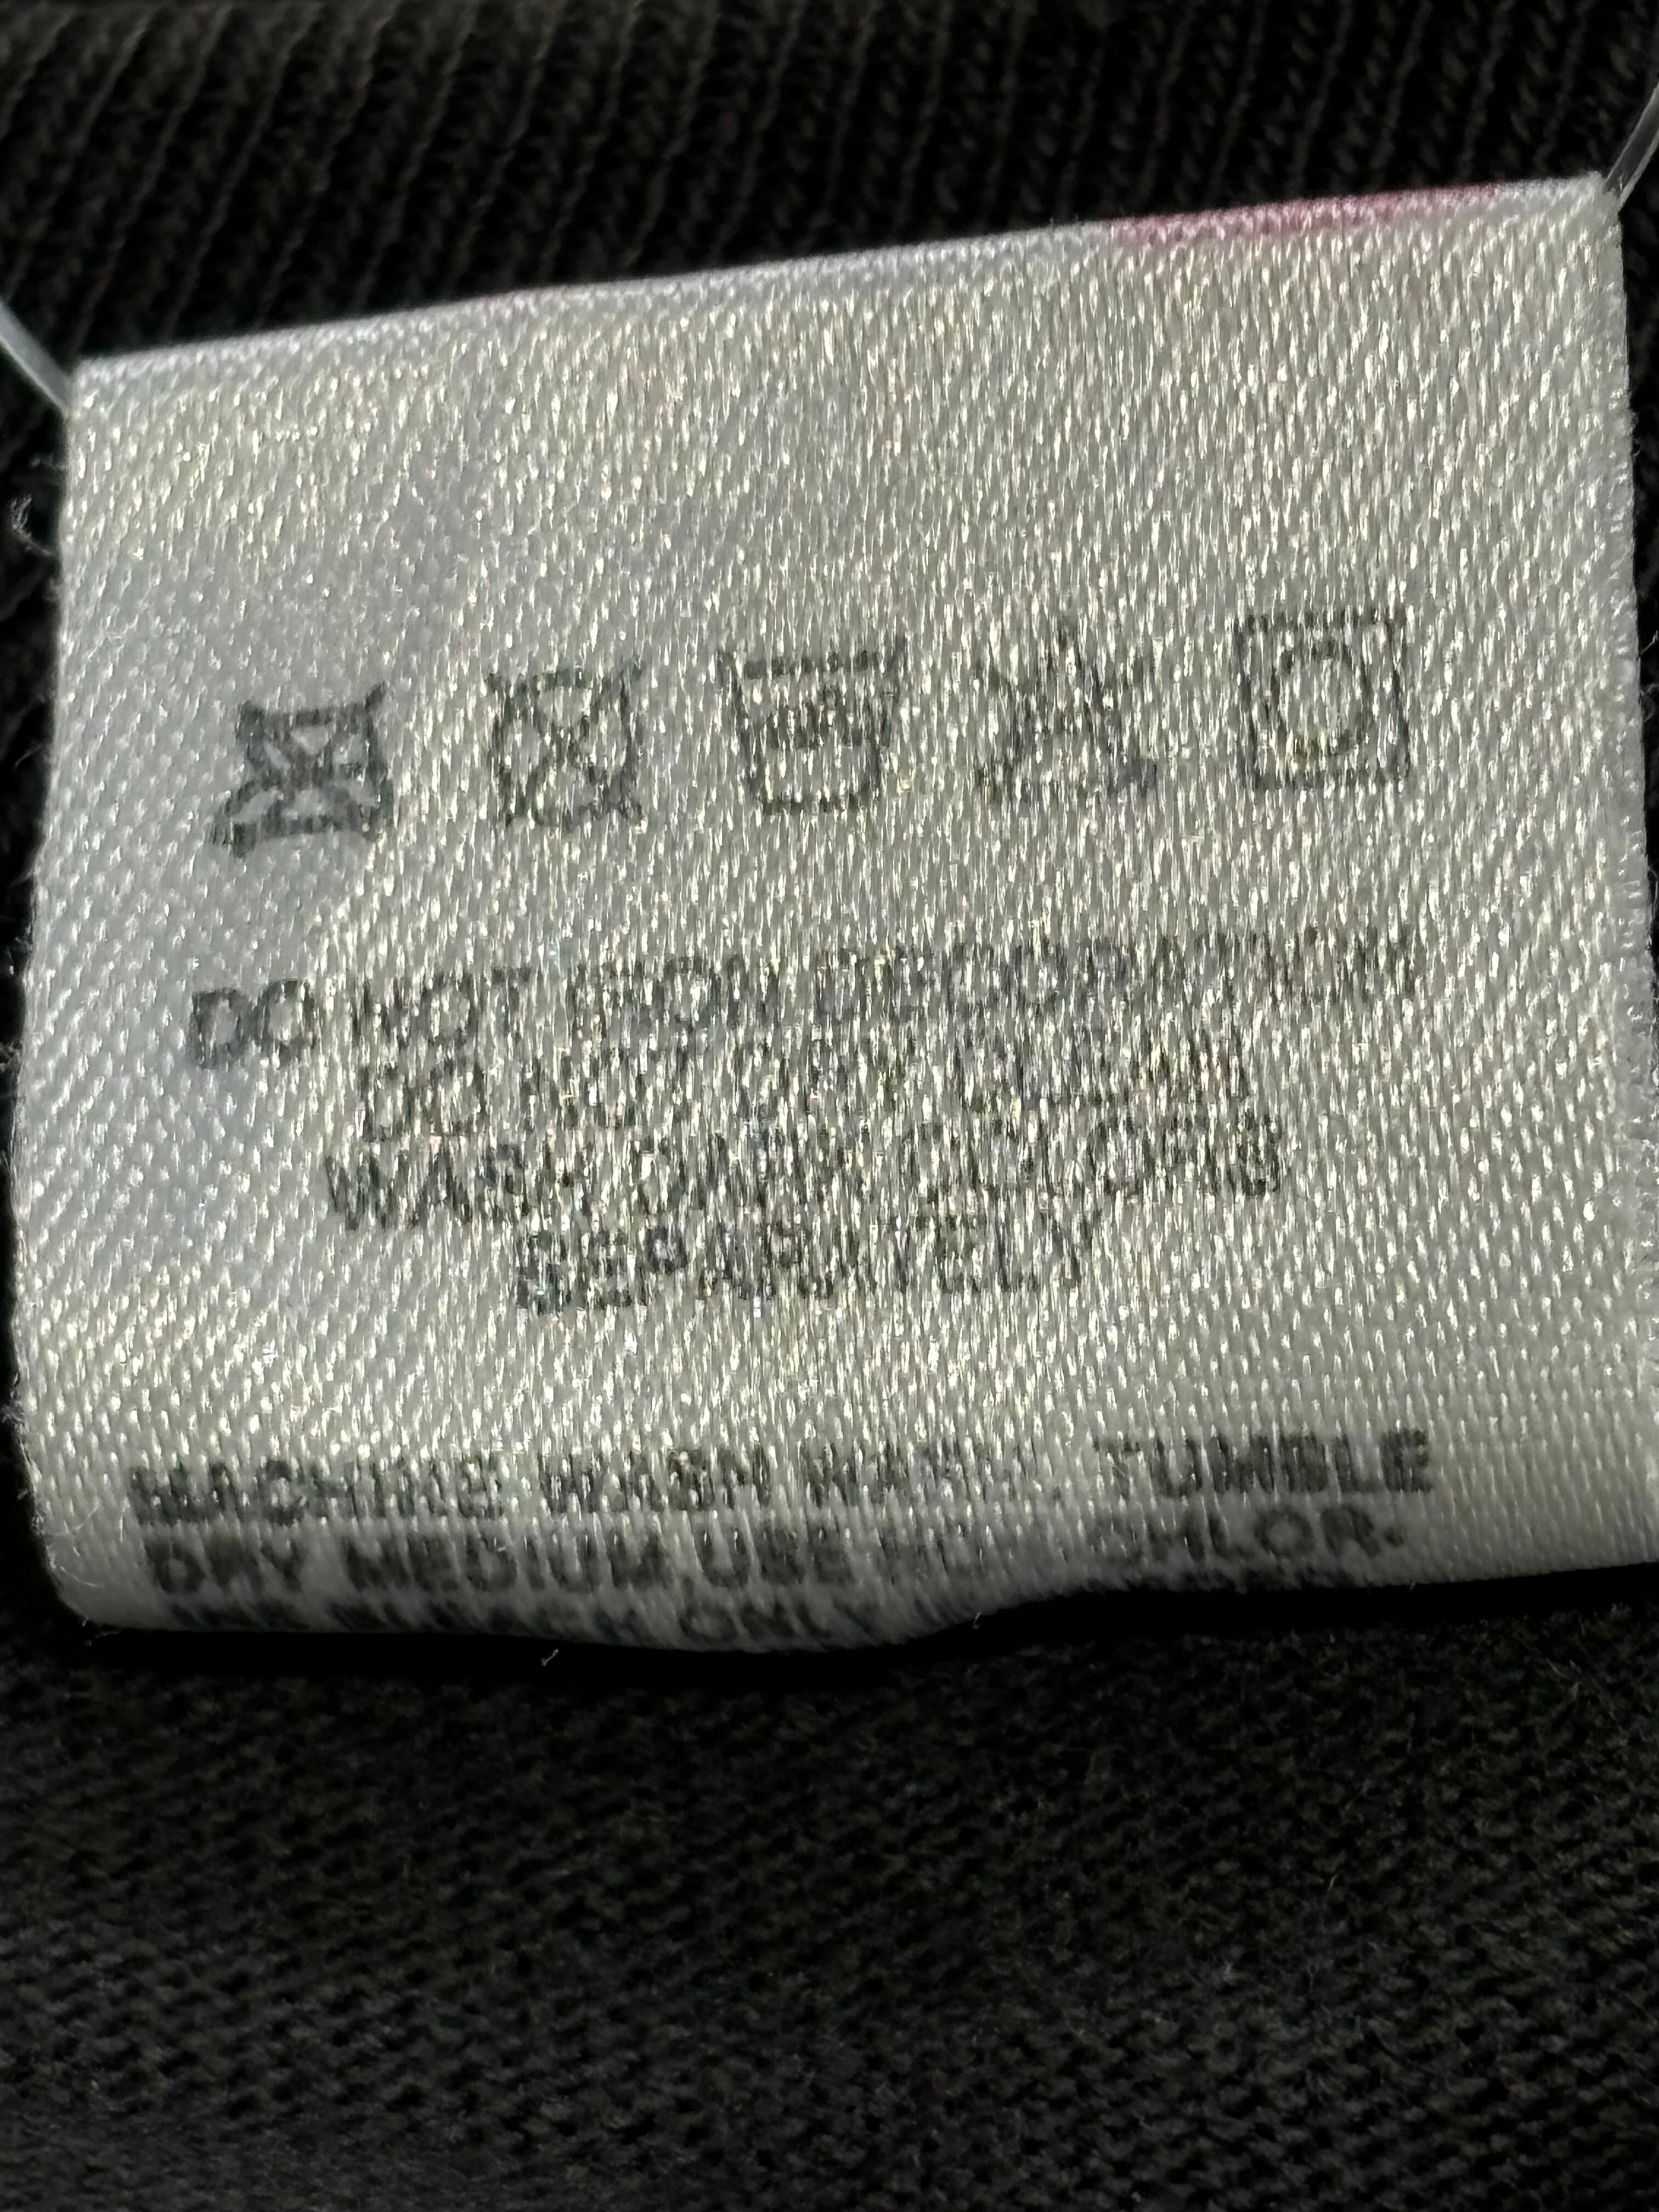 DO NOT IRON DECORATION
DO NOT DRY CLEAN
WASH DARK COLORS
SEPARATELY
MACHINE WASH WARM, TUMBLE
DRY MEDIUM, USE CHLOR-